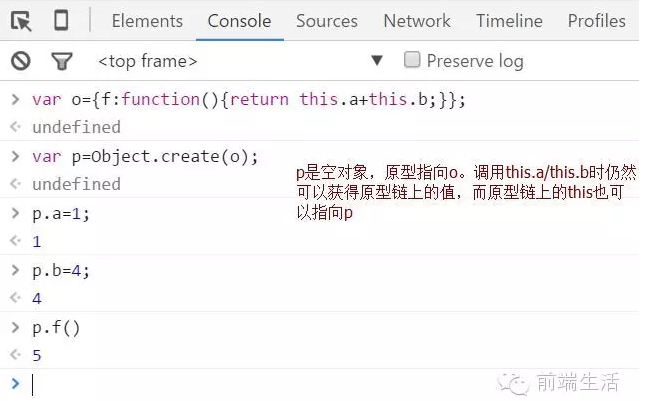 Elements Console Sources Network Timeline Profiles
<top frame> ▼ Preserve log
> var o={f:function(){return this.a+this.b;}};
undefined
> var p=Object.create(o);
undefined
p是空对象，原型指向o。调用this.a/this.b时仍然
可以获得原型链上的值，而原型链上的this也可
以指向p
> p.a=1;
1
> p.b=4;
4
> p.f()
5
>
前端生活